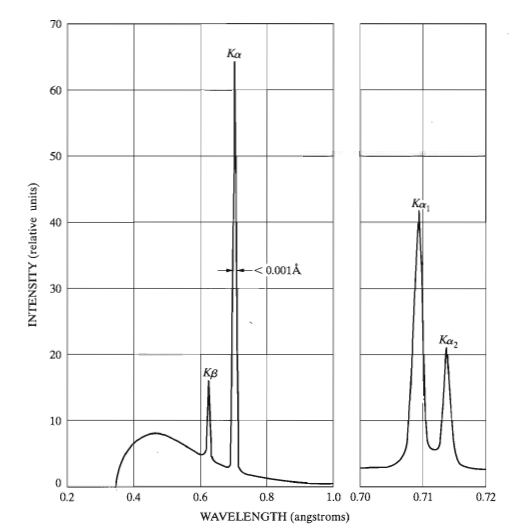 70
60
50
40
30
20
10
0
INTENSITY (relative units)
Kα
< 0.001Å
Kβ
Kα₁
Kα₂
0.2 0.4 0.6 0.8 1.0 0.70 0.71 0.72
WAVELENGTH (angstroms)